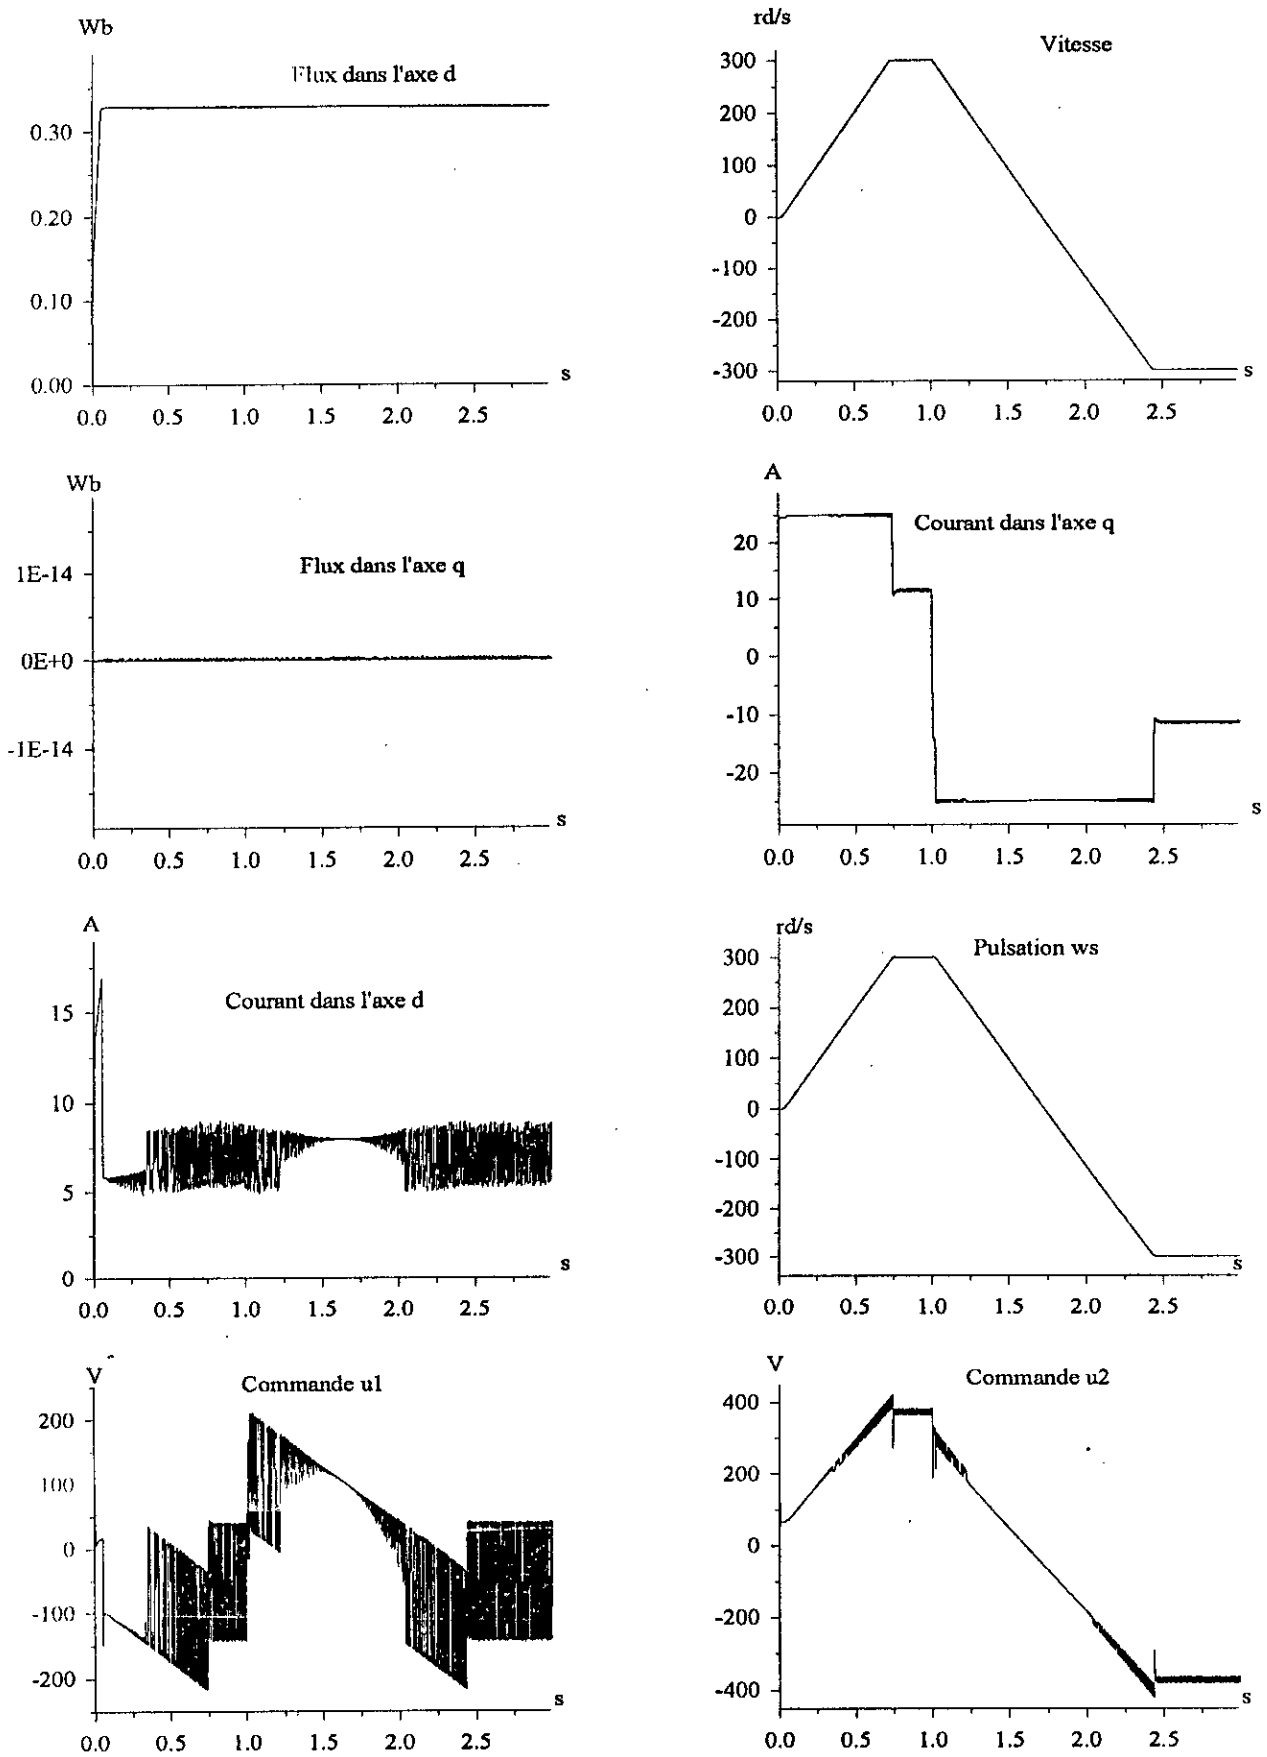 Wb
Flux dans l'axe d
0.30
0.20
0.10
0.00
s
0.0 0.5 1.0 1.5 2.0 2.5
rd/s
Vitesse
300
200
100
0
-100
-200
-300
s
0.0 0.5 1.0 1.5 2.0 2.5
Wb
Flux dans l'axe q
1E-14
0E+0
-1E-14
s
0.0 0.5 1.0 1.5 2.0 2.5
A
Courant dans l'axe q
20
10
0
-10
-20
s
0.0 0.5 1.0 1.5 2.0 2.5
A
Courant dans l'axe d
15
10
5
0
s
0.0 0.5 1.0 1.5 2.0 2.5
rd/s
Pulsation ws
300
200
100
0
-100
-200
-300
s
0.0 0.5 1.0 1.5 2.0 2.5
V
Commande u1
200
100
0
-100
-200
s
0.0 0.5 1.0 1.5 2.0 2.5
V
Commande u2
400
200
0
-200
-400
s
0.0 0.5 1.0 1.5 2.0 2.5